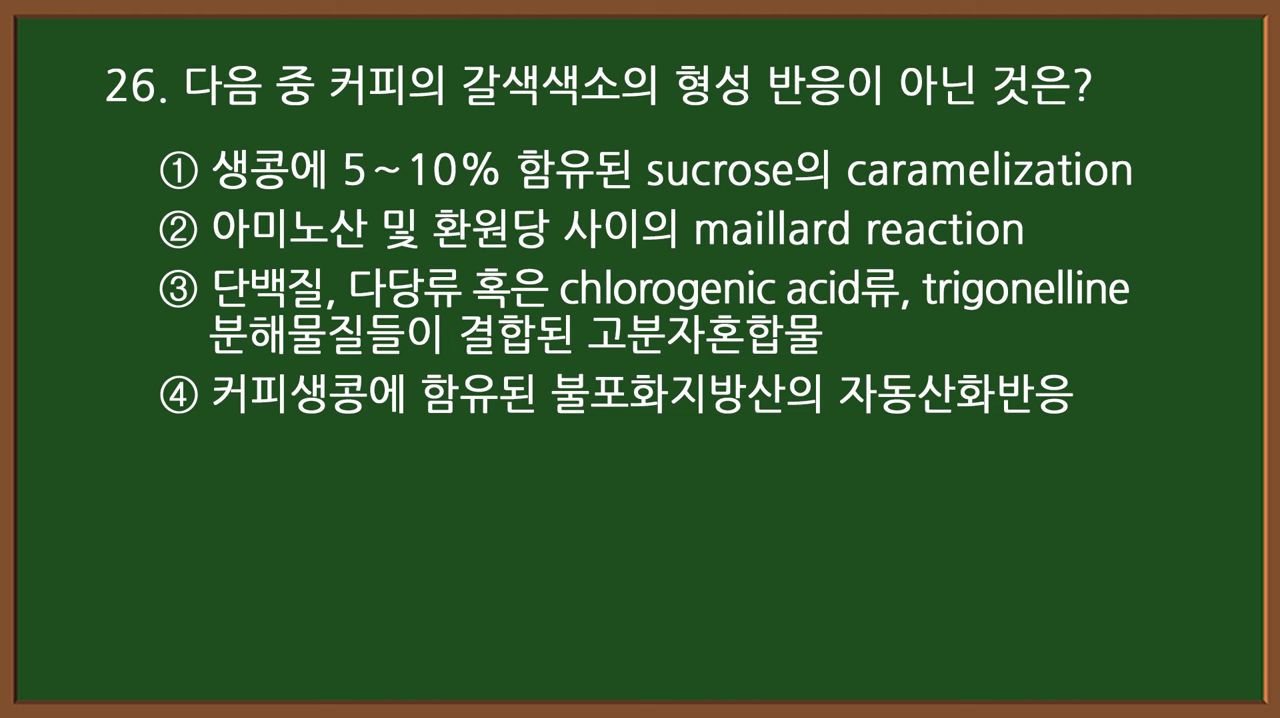 26. 다음 중 커피의 갈색색소의 형성 반응이 아닌 것은?
① 생콩에 5~10% 함유된 sucrose의 caramelization
② 아미노산 및 환원당 사이의 maillard reaction
③ 단백질, 다당류 혹은 chlorogenic acid류, trigonelline
분해물질들이 결합된 고분자혼합물
④ 커피생콩에 함유된 불포화지방산의 자동산화반응